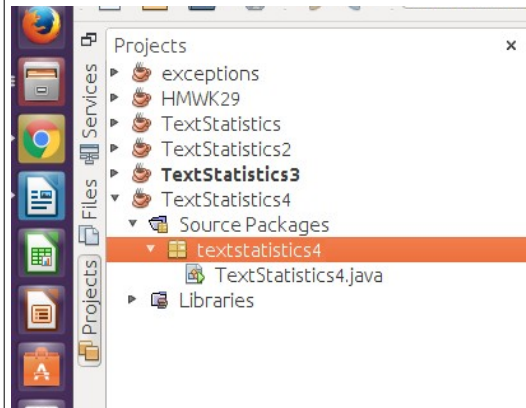 Projects
exceptions
HMWK29
TextStatistics
TextStatistics2
TextStatistics3
TextStatistics4
Source Packages
textstatistics4
TextStatistics4.java
Libraries
Services
Files
Projects